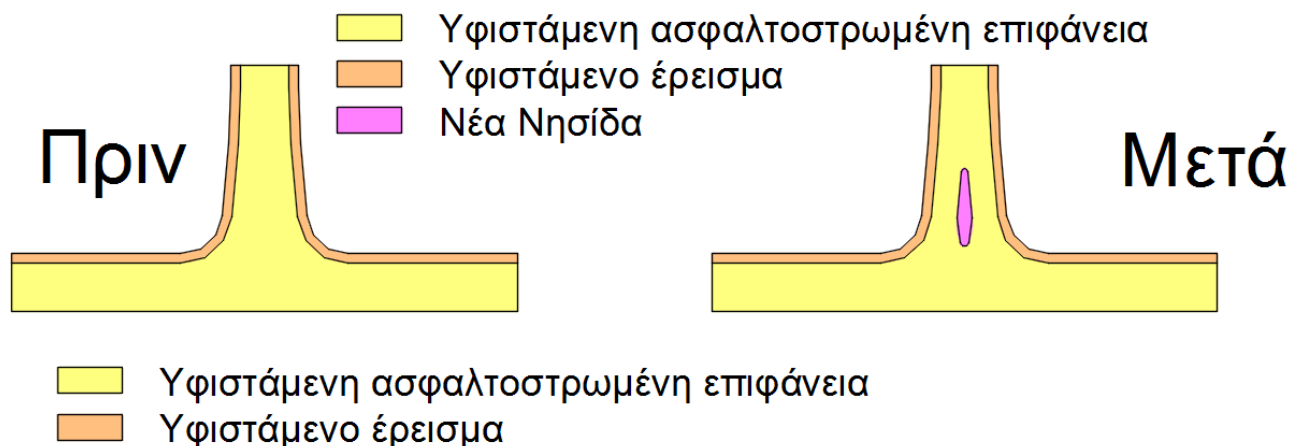 Υφιστάμενη ασφαλτοστρωμένη επιφάνεια
Υφιστάμενο έρεισμα
Νέα Νησίδα
Πριν
Μετά
Υφιστάμενη ασφαλτοστρωμένη επιφάνεια
Υφιστάμενο έρεισμα